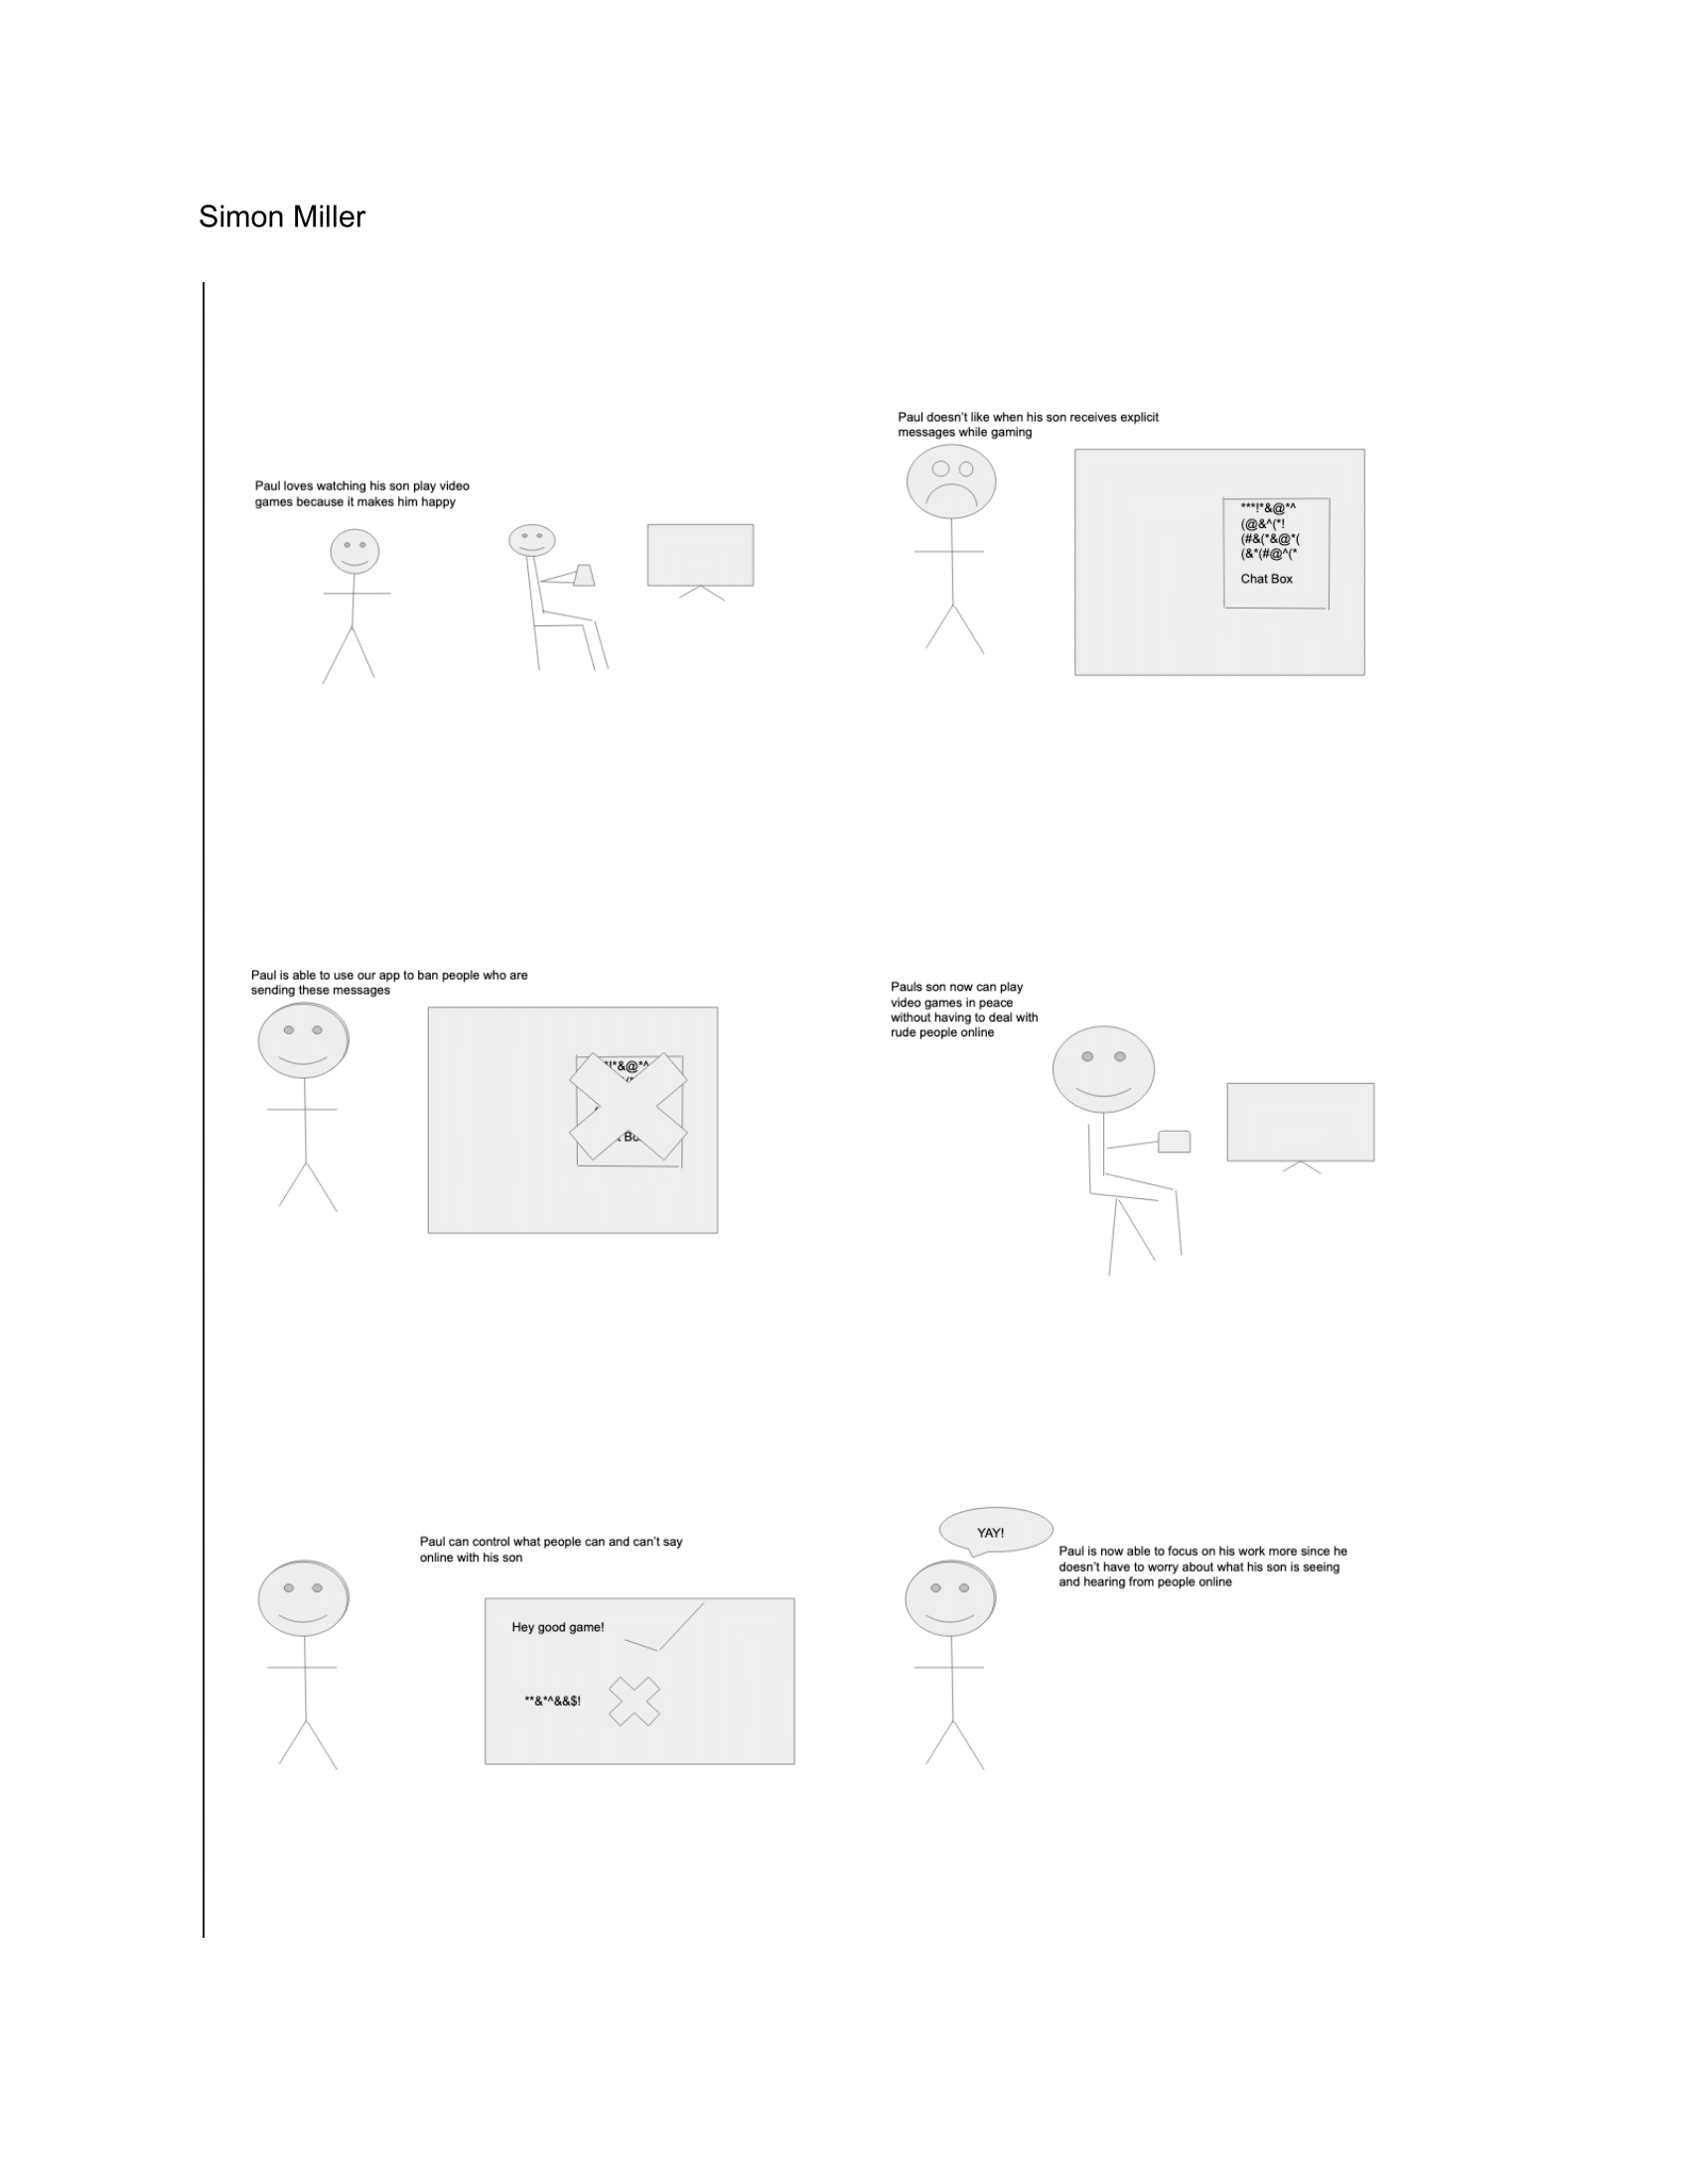 Simon Miller
Paul loves watching his son play video
games because it makes him happy
Paul doesn't like when his son receives explicit
messages while gaming
***!*&@*^
(@&^(*!
(#&(*&@*(
(&*(#@^(*
Chat Box
Paul is able to use our app to ban people who are
sending these messages
!*&@*^
Pauls son now can play
video games in peace
without having to deal with
rude people online
Paul can control what people can and can't say
online with his son
Hey good game!
**&*^&&$!
YAY!
Paul is now able to focus on his work more since he
doesn't have to worry about what his son is seeing
and hearing from people online